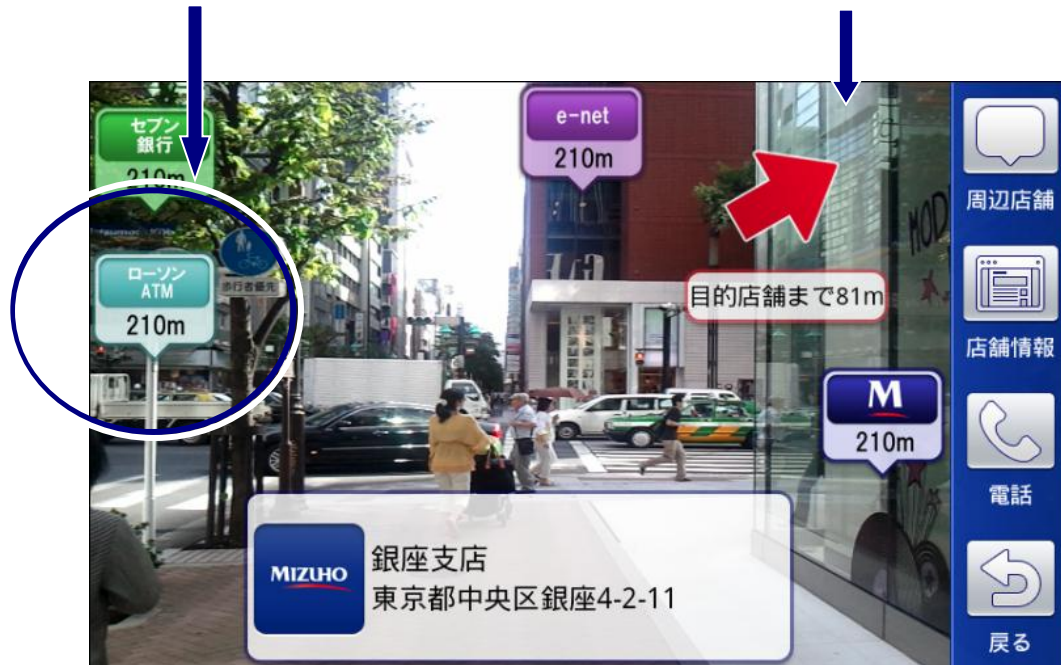 セブン
銀行
210m
e-net
210m
周辺店舗
MOD
歩行者優先
ローソン
ATM
210m
目的店舗まで81m
店舗情報
M
210m
電話
MIZUHO
銀座支店
東京都中央区銀座4-2-11
戻る